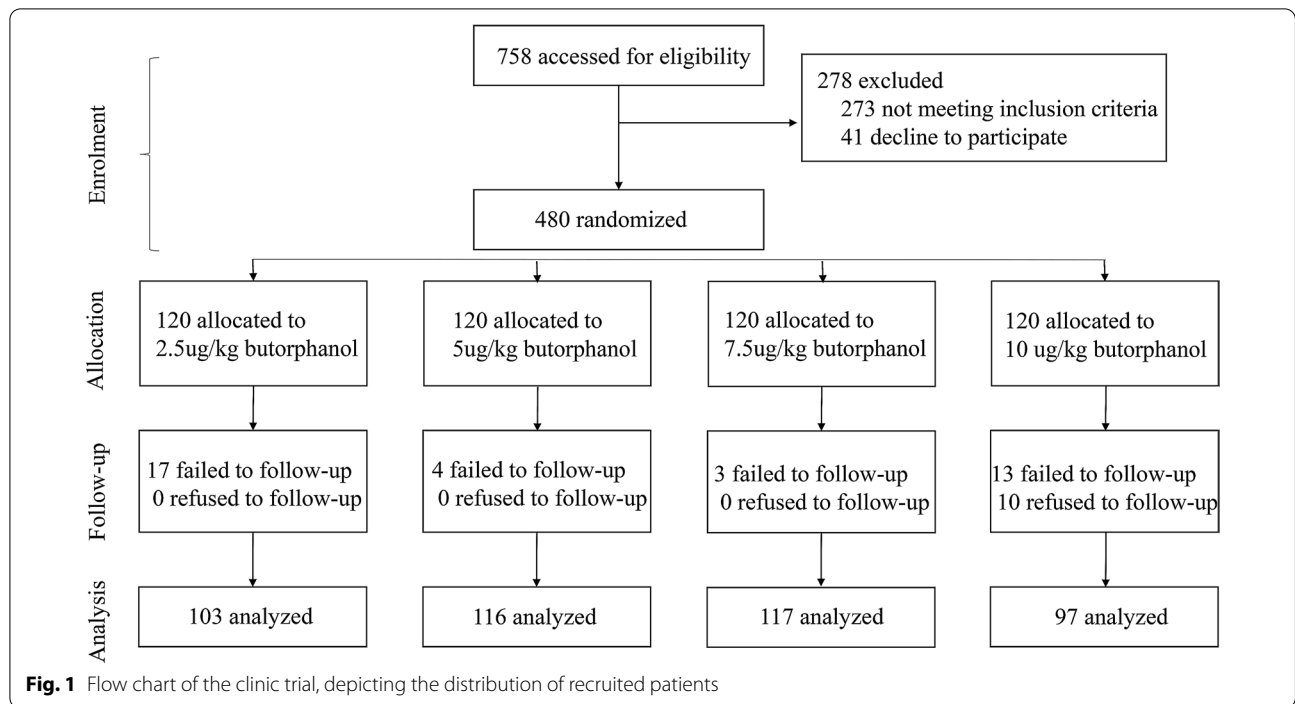 Enrolment
758 accessed for eligibility
278 excluded
273 not meeting inclusion criteria
41 decline to participate
480 randomized
Allocation
120 allocated to
2.5ug/kg butorphanol
120 allocated to
5ug/kg butorphanol
120 allocated to
7.5ug/kg butorphanol
120 allocated to
10 ug/kg butorphanol
Follow-up
17 failed to follow-up
0 refused to follow-up
4 failed to follow-up
0 refused to follow-up
3 failed to follow-up
0 refused to follow-up
13 failed to follow-up
10 refused to follow-up
Analysis
103 analyzed
116 analyzed
117 analyzed
97 analyzed
Fig. 1 Flow chart of the clinic trial, depicting the distribution of recruited patients